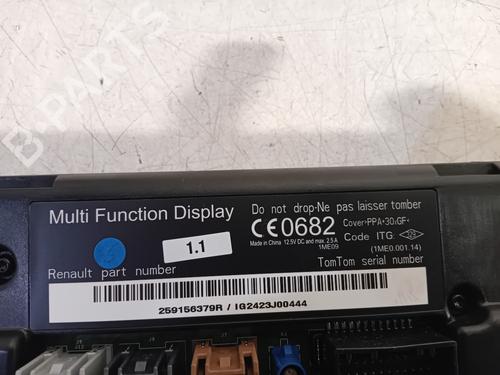 B-PARTS
Multi Function Display
Do not drop-Ne pas laisser tomber
CE0682
Cover>PPA+30%GF<
Made in China 12.5V DC and max. 2.5 A
1ME09
Code ITG:
(1ME0.001.14)
1.1
Renault part number
TomTom serial number
259156379R / IG2423J00444